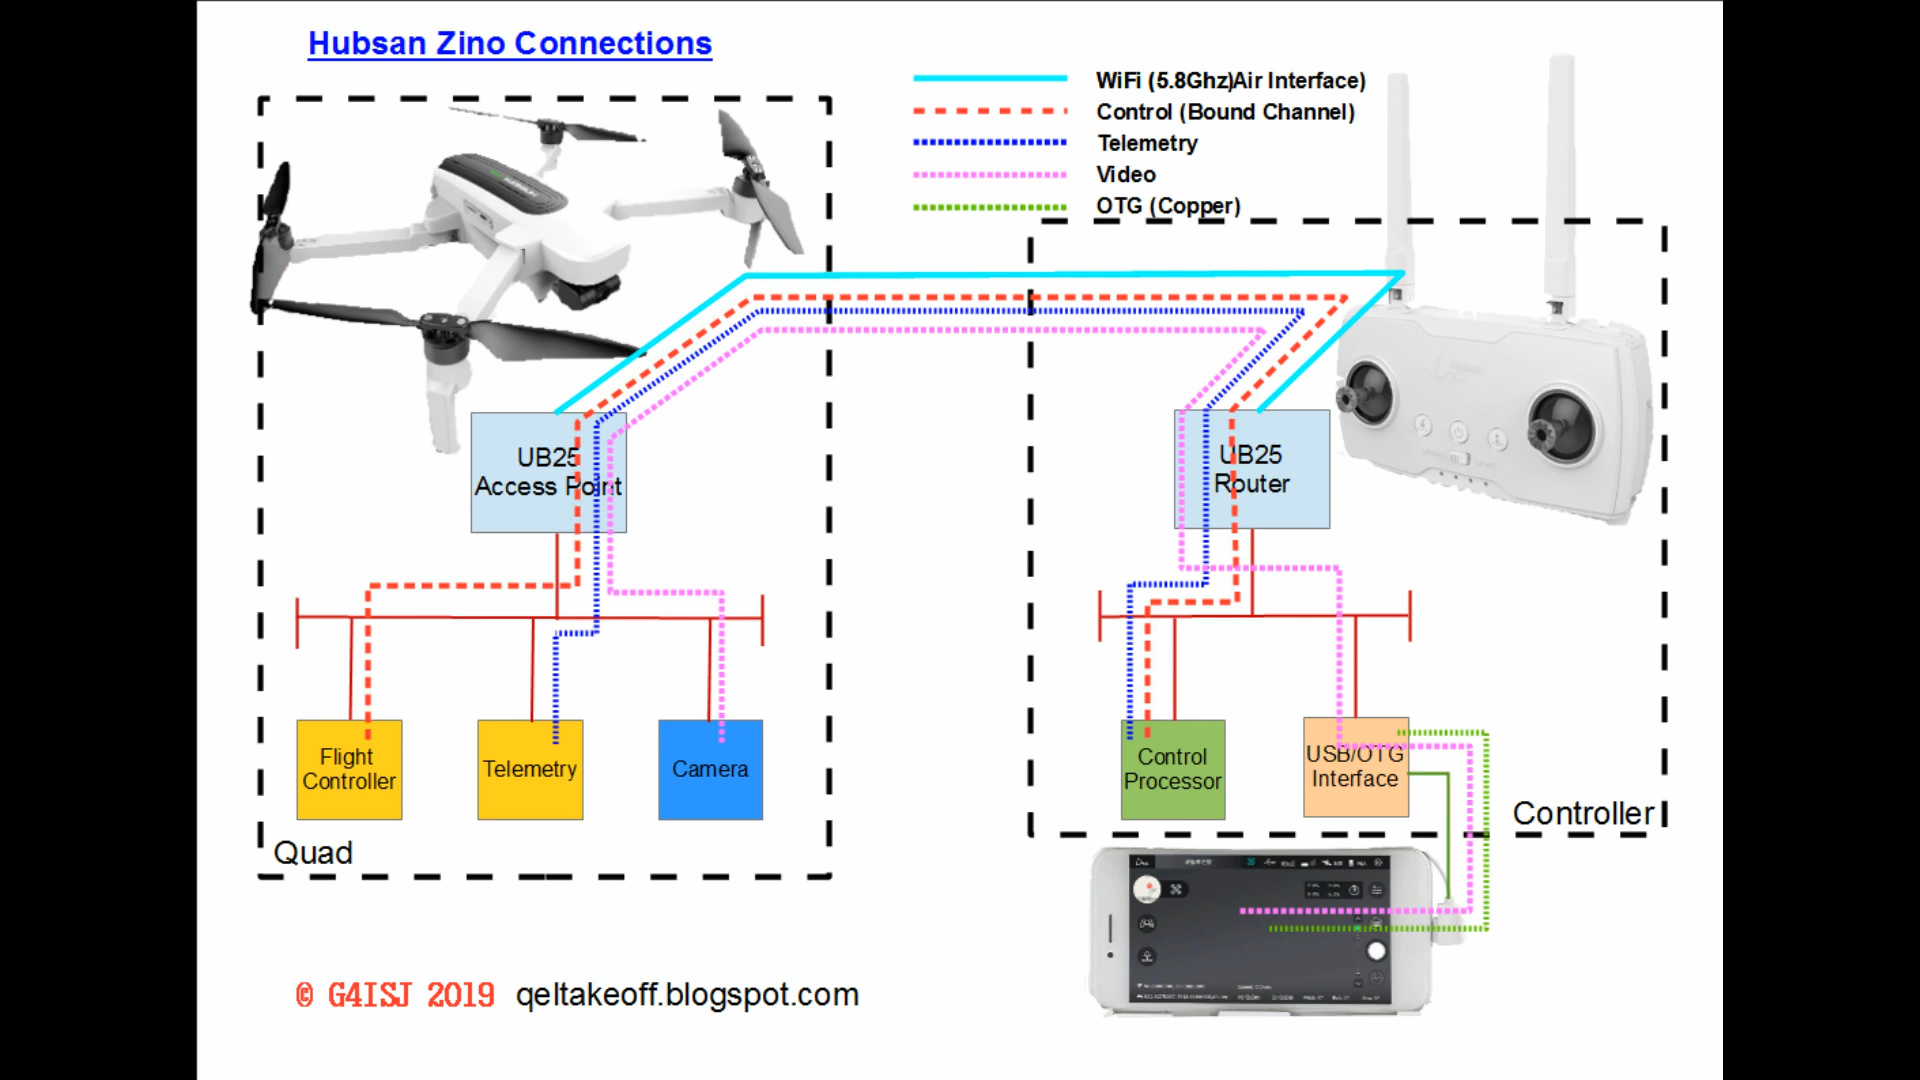 Hubsan Zino Connections
WiFi (5.8Ghz)Air Interface)
Control (Bound Channel)
Telemetry
Video
OTG (Copper)
UB25
Access Point
UB25
Router
Flight
Controller
Telemetry
Camera
Control
Processor
USB/OTG
Interface
Controller
Quad
© G4ISJ 2019 qeltakeoff.blogspot.com